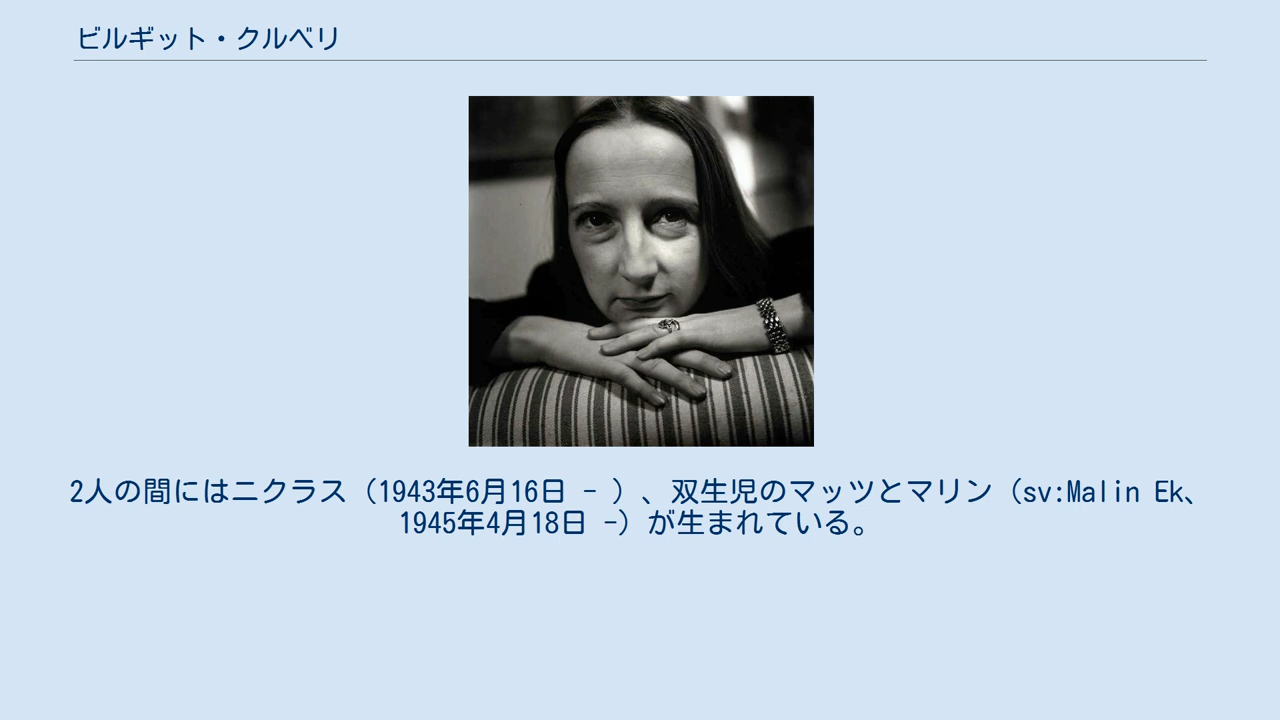 ビルギット・クルベリ
2人の間にはニクラス（1943年6月16日 - ）、双生児のマッツとマリン（sv:Malin Ek、
1945年4月18日 -）が生まれている。